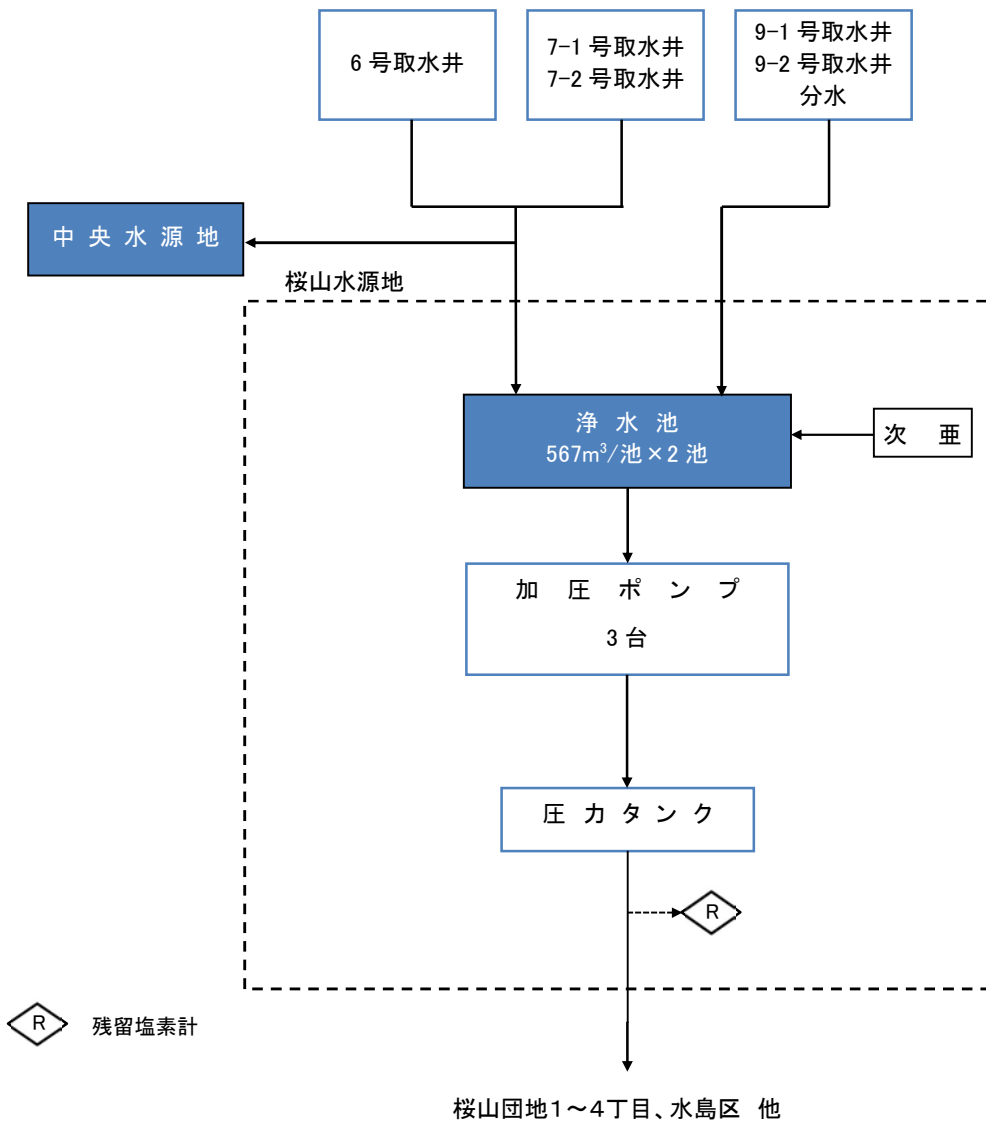 6 号取水井
7-1 号取水井
7-2 号取水井
9-1 号取水井
9-2 号取水井
分水
中 央 水 源 地
桜山水源地
浄 水 池
567m³/池×2 池
次 亜
加 圧 ポ ン プ
3 台
圧 力 タ ン ク
R
R 残留塩素計
桜山団地1~4丁目、水島区 他